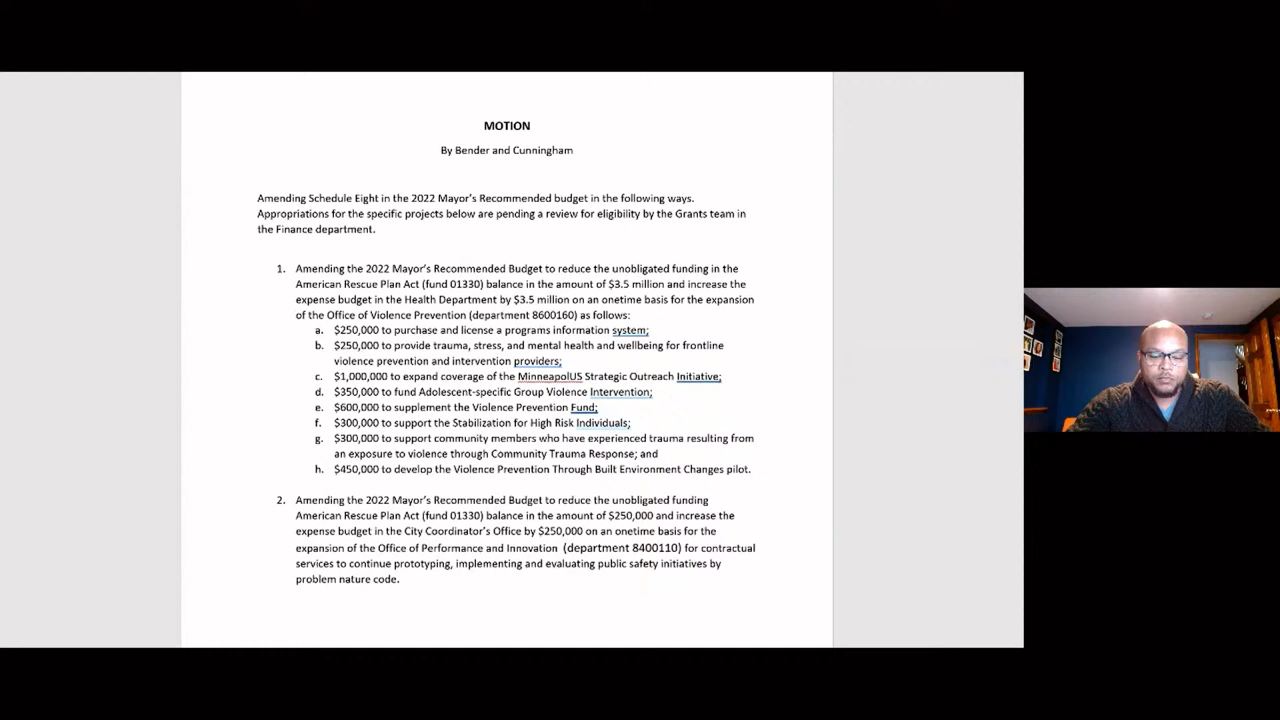 MOTION
By Bender and Cunningham
Amending Schedule Eight in the 2022 Mayor's Recommended budget in the following ways.
Appropriations for the specific projects below are pending a review for eligibility by the Grants team in
the Finance department.
1. Amending the 2022 Mayor's Recommended Budget to reduce the unobligated funding in the
American Rescue Plan Act (fund 01330) balance in the amount of $3.5 million and increase the
expense budget in the Health Department by $3.5 million on an onetime basis for the expansion
of the Office of Violence Prevention (department 8600160) as follows:
a. $250,000 to purchase and license a programs information system;
b. $250,000 to provide trauma, stress, and mental health and wellbeing for frontline
violence prevention and intervention providers;
c. $1,000,000 to expand coverage of the MinneapolUS Strategic Outreach Initiative;
d. $350,000 to fund Adolescent-specific Group Violence Intervention;
e. $600,000 to supplement the Violence Prevention Fund;
f. $300,000 to support the Stabilization for High Risk Individuals;
g. $300,000 to support community members who have experienced trauma resulting from
an exposure to violence through Community Trauma Response; and
h. $450,000 to develop the Violence Prevention Through Built Environment Changes pilot.
2. Amending the 2022 Mayor's Recommended Budget to reduce the unobligated funding
American Rescue Plan Act (fund 01330) balance in the amount of $250,000 and increase the
expense budget in the City Coordinator's Office by $250,000 on an onetime basis for the
expansion of the Office of Performance and Innovation (department 8400110) for contractual
services to continue prototyping, implementing and evaluating public safety initiatives by
problem nature code.